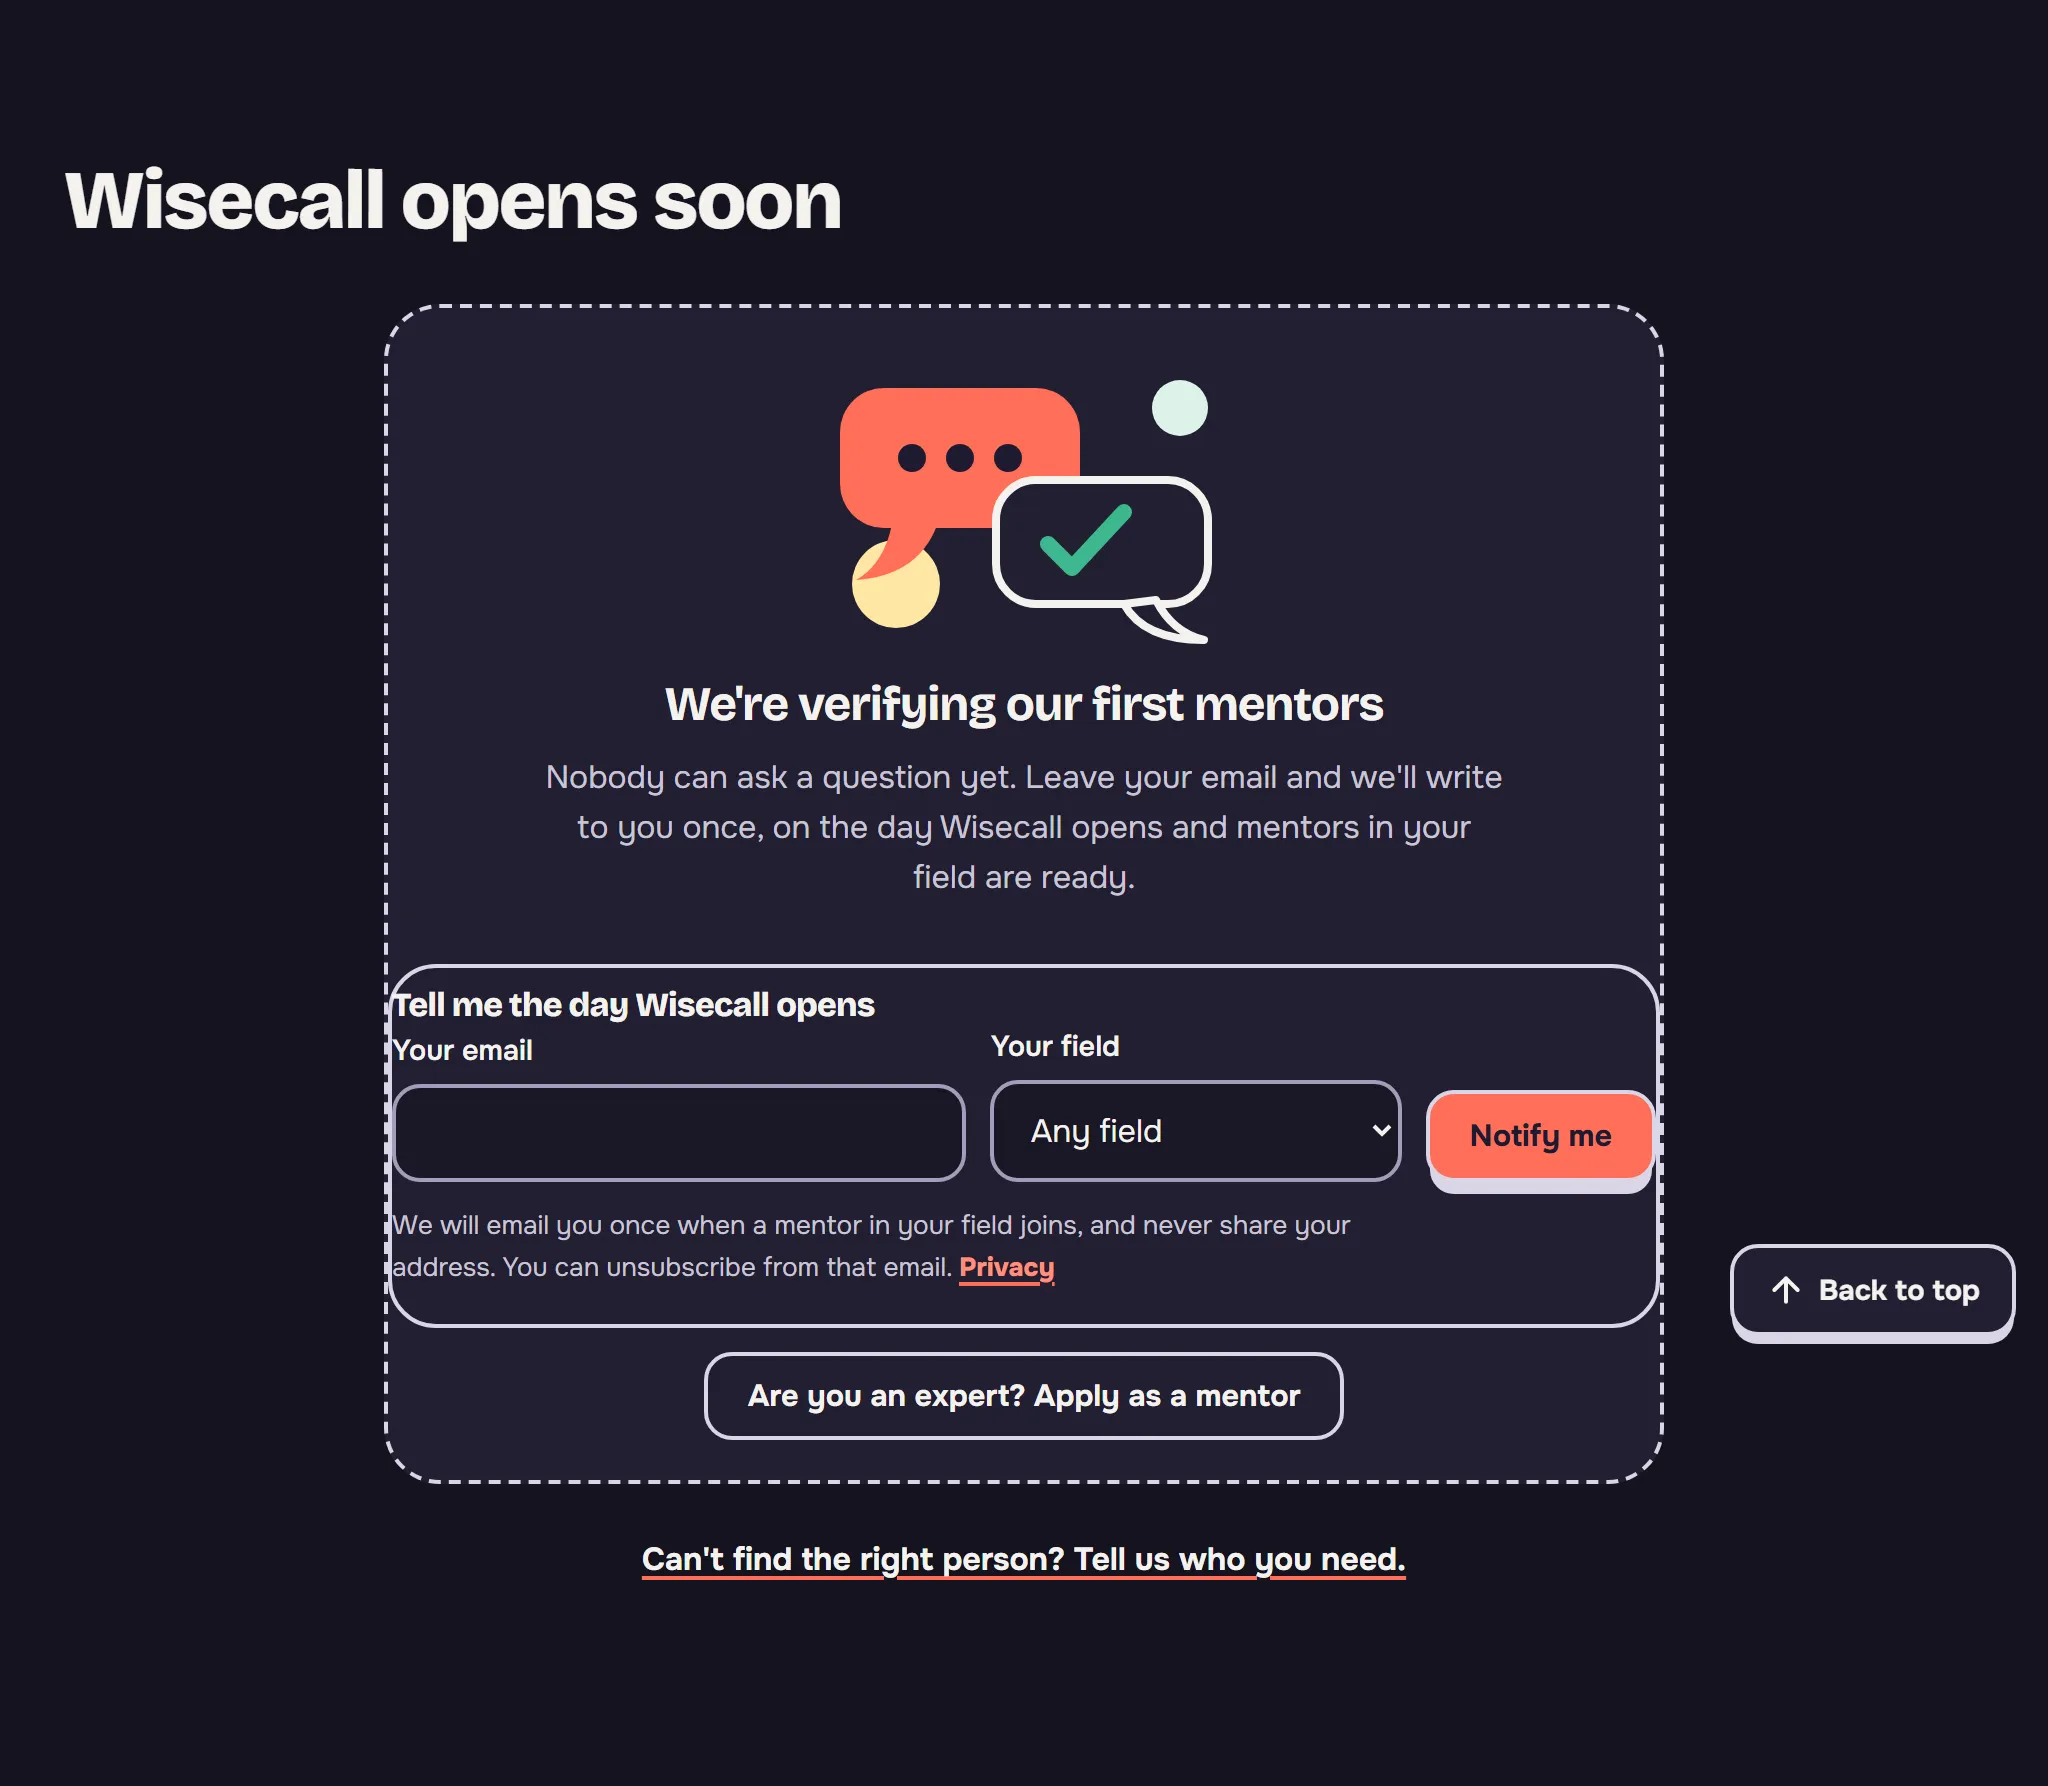 Wisecall opens soon
We're verifying our first mentors
Nobody can ask a question yet. Leave your email and we'll write
to you once, on the day Wisecall opens and mentors in your
field are ready.
Tell me the day Wisecall opens
Your email
Your field
Any field
Notify me
We will email you once when a mentor in your field joins, and never share your
address. You can unsubscribe from that email. Privacy
Back to top
Are you an expert? Apply as a mentor
Can't find the right person? Tell us who you need.